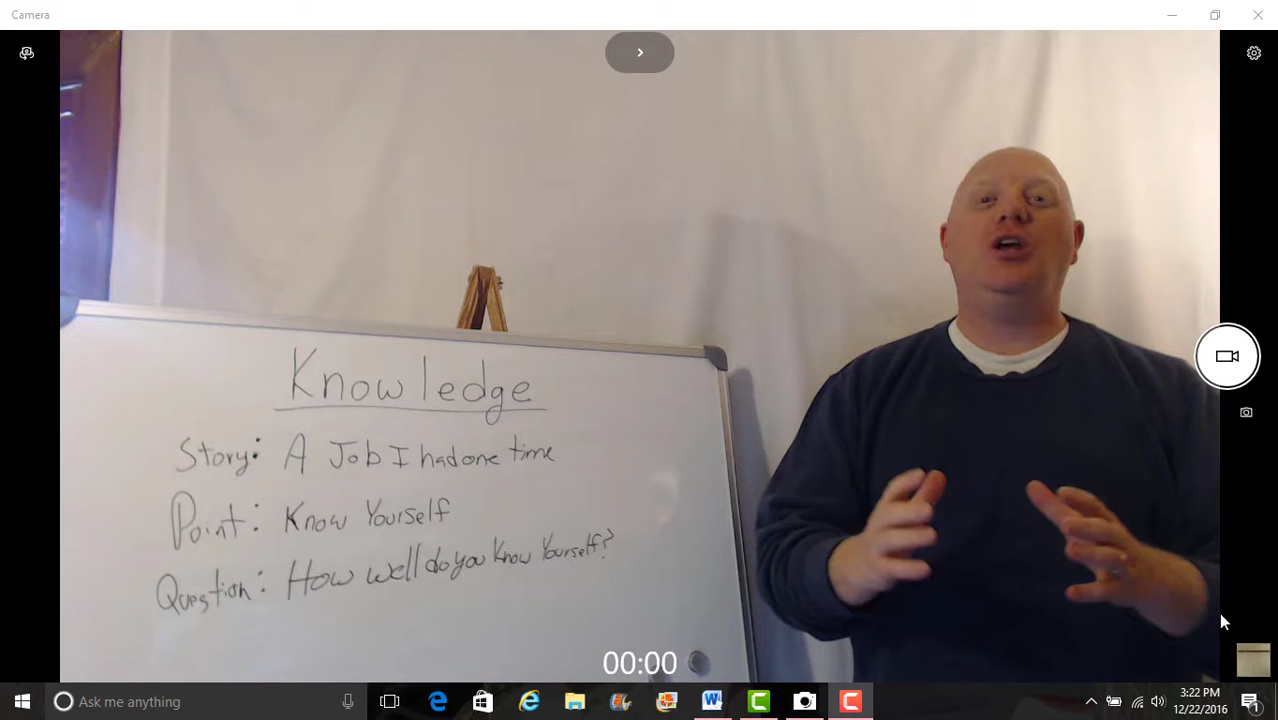 Camera
Knowledge
Story: A Job I had one time
Point: Know Yourself
Question: How well do you Know Yourself?
00:00
Ask me anything
3:22 PM
12/22/2016